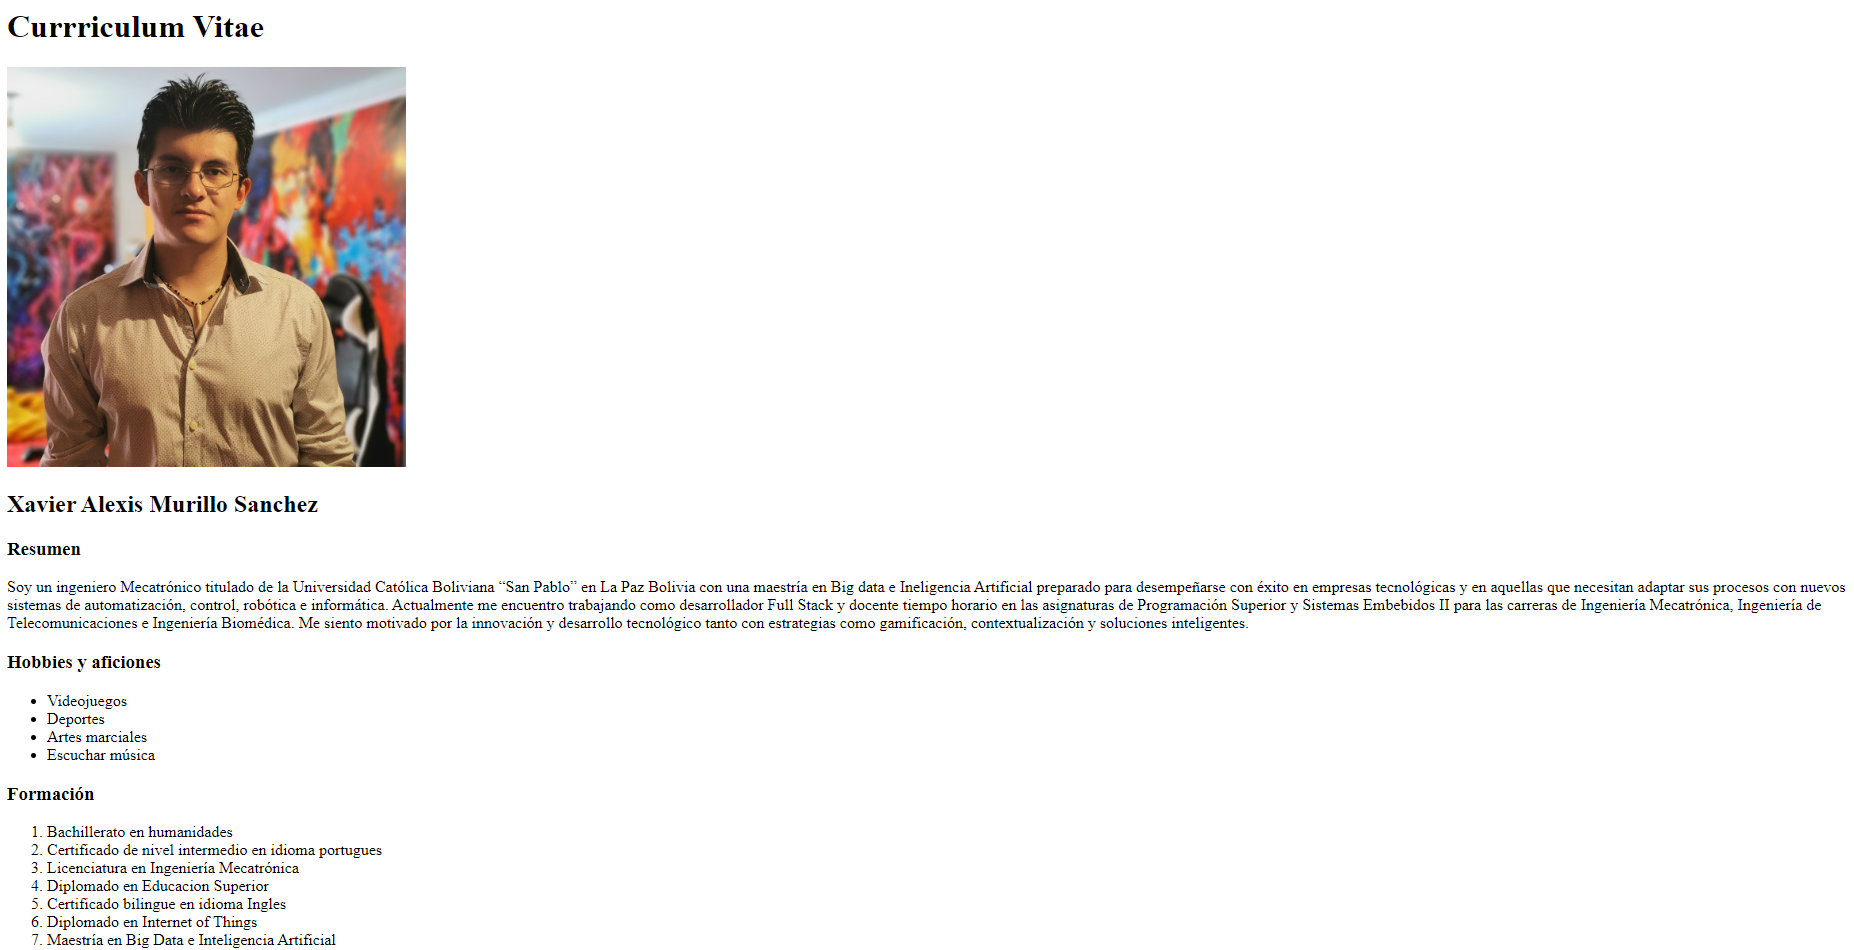 Currriculum Vitae
Xavier Alexis Murillo Sanchez
Resumen
Soy un ingeniero Mecatrónico titulado de la Universidad Católica Boliviana “San Pablo” en La Paz Bolivia con una maestría en Big data e Ineligencia Artificial preparado para desempeñarse con éxito en empresas tecnológicas y en aquellas que necesitan adaptar sus procesos con nuevos
sistemas de automatización, control, robótica e informática. Actualmente me encuentro trabajando como desarrollador Full Stack y docente tiempo horario en las asignaturas de Programación Superior y Sistemas Embebidos II para las carreras de Ingeniería Mecatrónica, Ingeniería de
Telecomunicaciones e Ingeniería Biomédica. Me siento motivado por la innovación y desarrollo tecnológico tanto con estrategias como gamificación, contextualización y soluciones inteligentes.
Hobbies y aficiones
• Videojuegos
• Deportes
• Artes marciales
• Escuchar música
Formación
1. Bachillerato en humanidades
2. Certificado de nivel intermedio en idioma portugues
3. Licenciatura en Ingeniería Mecatrónica
4. Diplomado en Educacion Superior
5. Certificado bilingue en idioma Ingles
6. Diplomado en Internet of Things
7. Maestría en Big Data e Inteligencia Artificial